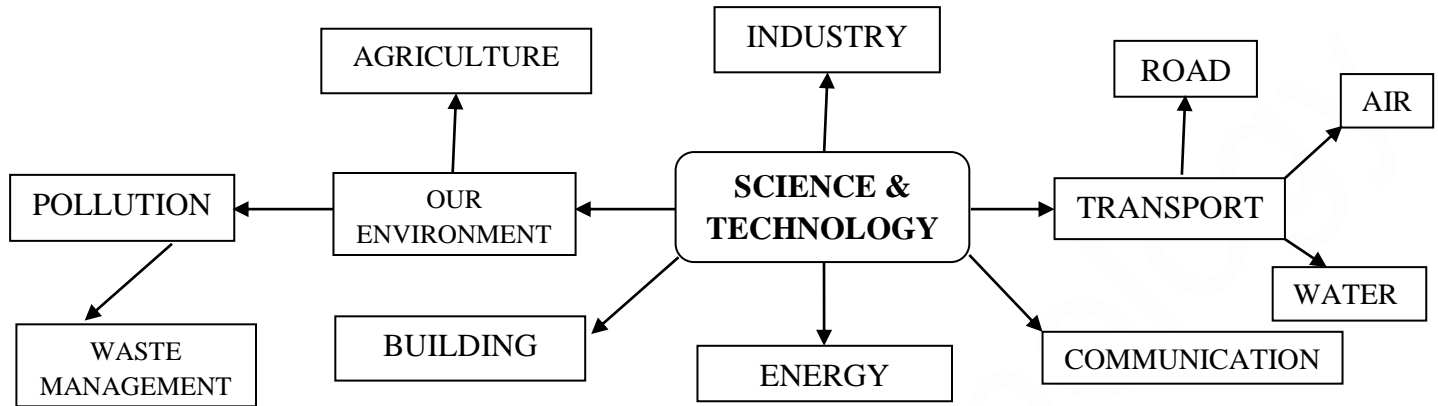 INDUSTRY
AGRICULTURE
ROAD
AIR
SCIENCE &
TECHNOLOGY
POLLUTION
OUR
ENVIRONMENT
TRANSPORT
WATER
WASTE
MANAGEMENT
BUILDING
ENERGY
COMMUNICATION